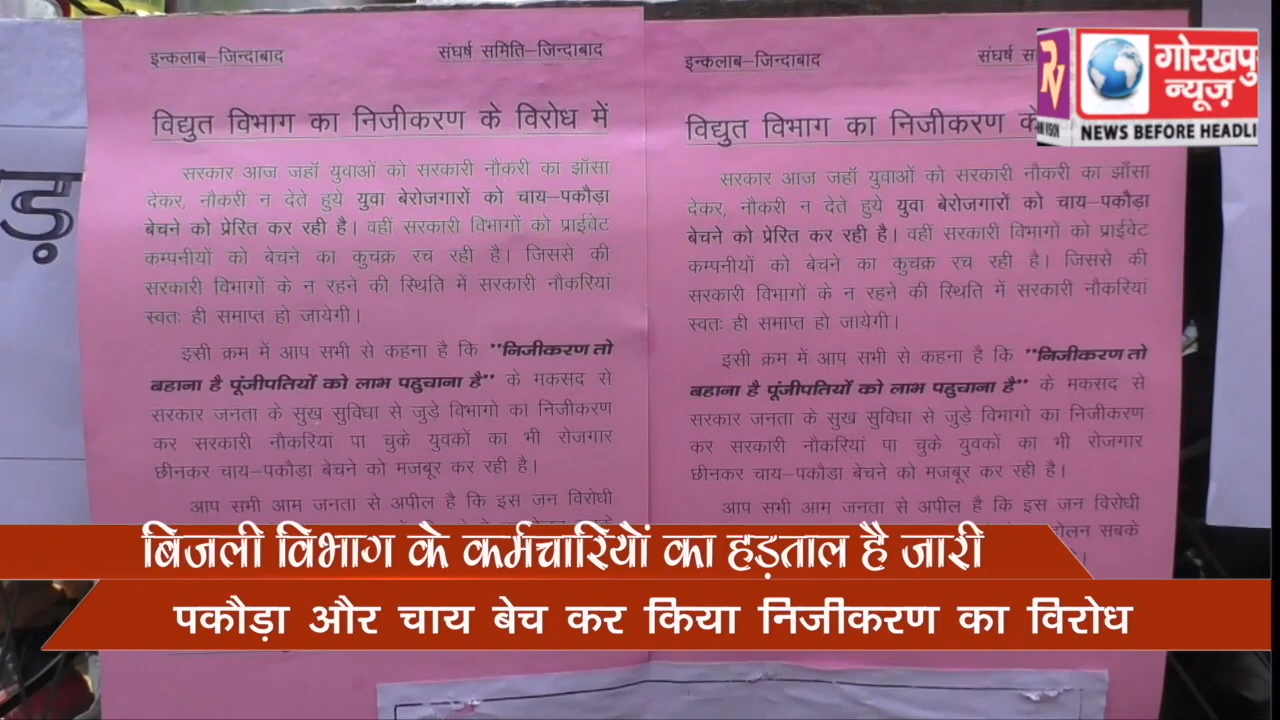 इन्कलाब–जिन्दाबाद
संघर्ष समिति–जिन्दाबाद
विद्युत विभाग का निजीकरण के विरोध में
सरकार आज जहाॅ युवाओं को सरकारी नौकरी का झाॅंसा
देकर, नौकरी न देते हुये युवा बेरोजगारों को चाय–पकौड़ा
बेचने को प्रेरित कर रही है। वहीं सरकारी विभागों को प्राईवेट
कम्पनीयों को बेचने का कुचक्र रच रही है। जिससे की
सरकारी विभागों के न रहने की स्थिति में सरकारी नौकरियां
स्वतः ही समाप्त हो जायेगी।
इसी क्रम में आप सभी से कहना है कि "निजीकरण तो
बहाना है पूंजीपतियों को लाभ पहुचाना है" के मकसद से
सरकार जनता के सुख सुविधा से जुड़े विभागो का निजीकरण
कर सरकारी नौकरियां पा चुके युवकों का भी रोजगार
छीनकर चाय–पकौड़ा बेचने को मजबूर कर रही है।
आप सभी आम जनता से अपील है कि इस जन विरोधी
इन्कलाब–जिन्दाबाद
संघर्ष
विद्युत विभाग का निजीकरण के
सरकार आज जहाॅ युवाओं को सरकारी नौकरी का झाॅंसा
देकर, नौकरी न देते हुये युवा बेरोजगारों को चाय–पकौड़ा
बेचने को प्रेरित कर रही है। वहीं सरकारी विभागों को प्राईवेट
कम्पनीयों को बेचने का कुचक्र रच रही है। जिससे की
सरकारी विभागों के न रहने की स्थिति में सरकारी नौकरियां
स्वतः ही समाप्त हो जायेगी।
इसी क्रम में आप सभी से कहना है कि "निजीकरण तो
बहाना है पूंजीपतियों को लाभ पहुचाना है" के मकसद से
सरकार जनता के सुख सुविधा से जुड़े विभागो का निजीकरण
कर सरकारी नौकरियां पा चुके युवकों का भी रोजगार
छीनकर चाय–पकौड़ा बेचने को मजबूर कर रही है।
आप सभी आम जनता से अपील है कि इस जन विरोधी
सबके
ड़
गोरखपु
न्यूज़
NEWS BEFORE HEADLI
बिजली विभाग के कर्मचारियों का हड़ताल है जारी
पकौड़ा और चाय बेच कर किया निजीकरण का विरोध